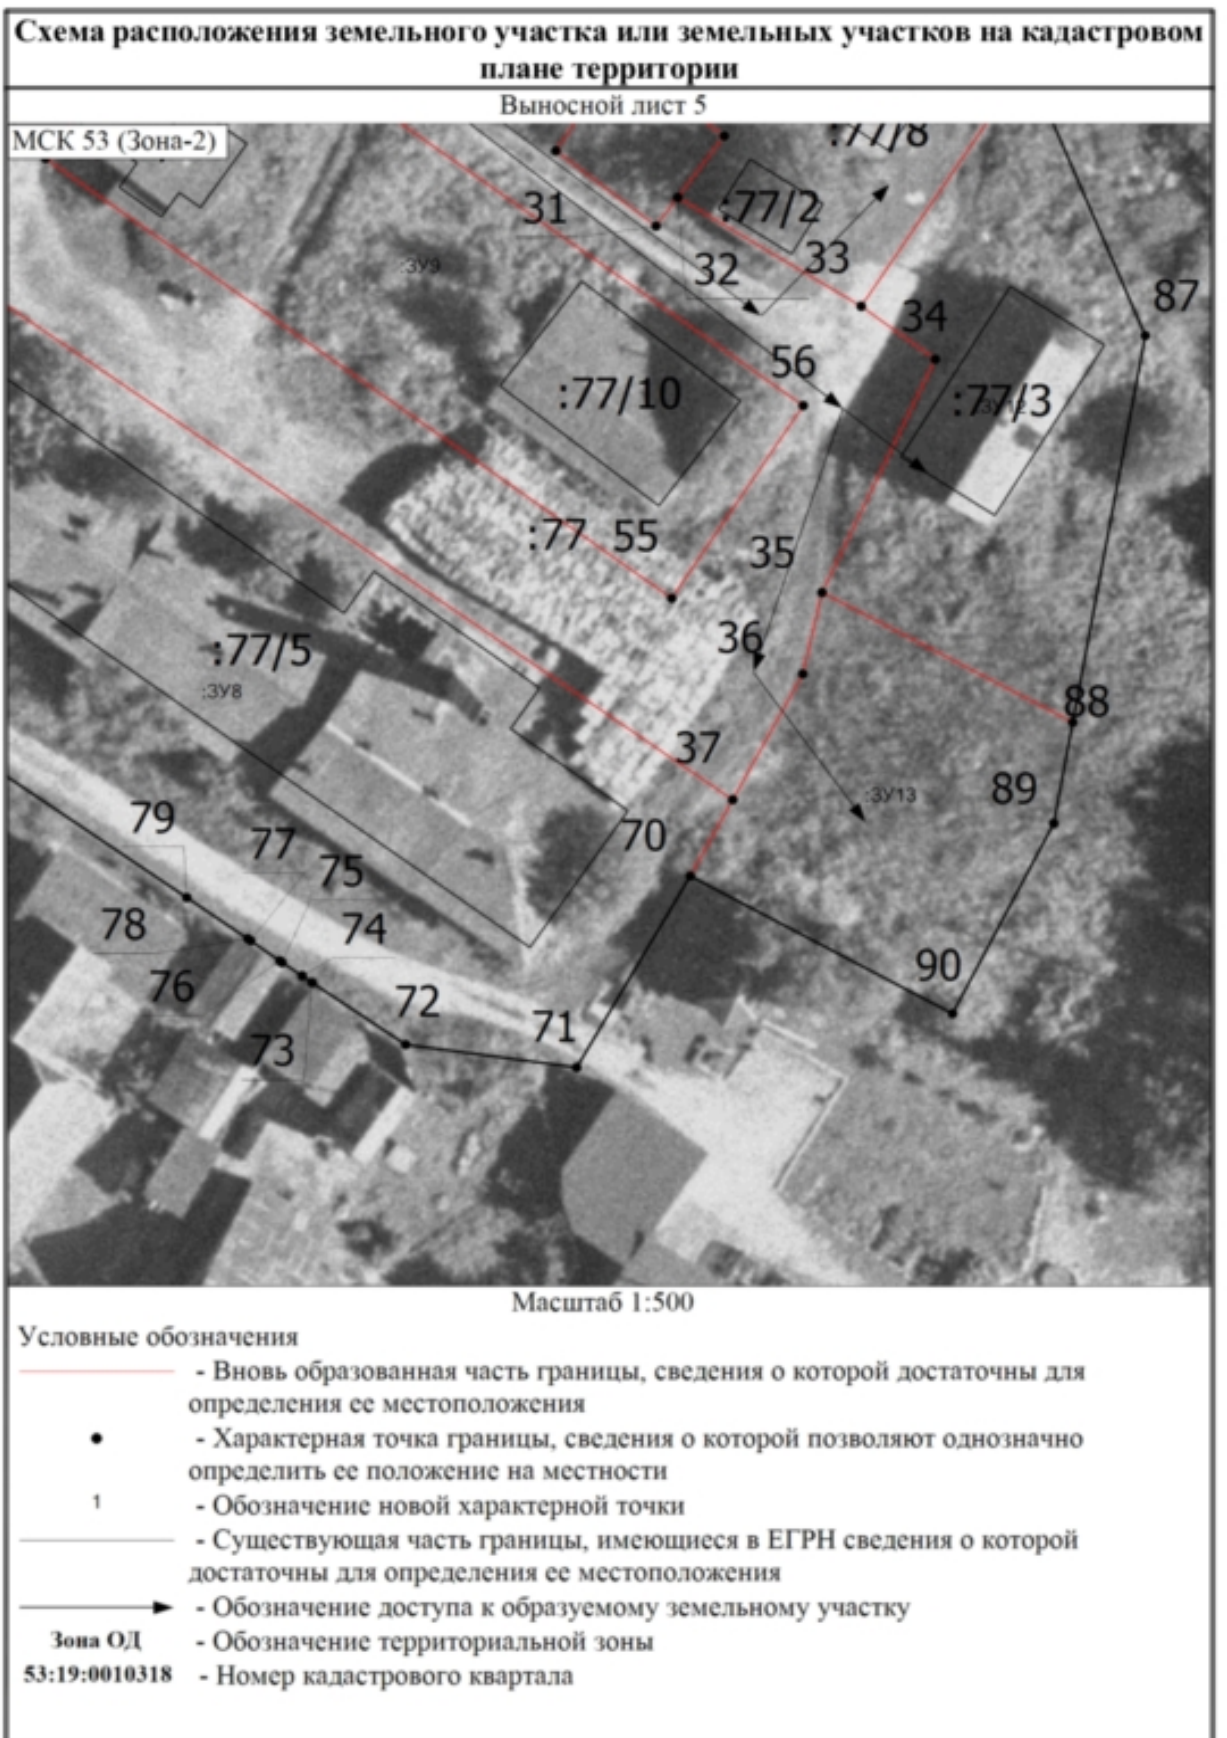 Схема расположения земельного участка или земельных участков на кадастровом
плане территории
Выносной лист 5
МСК 53 (Зона-2)
:77/8
31
:77/2
32
33
87
:ЗУ9
34
56
:77/10
:77/3
:ЗУ12
:77
55
35
36
:77/5
:ЗУ8
88
37
89
:ЗУ13
79
77
70
75
78
74
90
76
72
71
73
Масштаб 1:500
Условные обозначения
- Вновь образованная часть границы, сведения о которой достаточны для
определения ее местоположения
- Характерная точка границы, сведения о которой позволяют однозначно
определить ее положение на местности
1 - Обозначение новой характерной точки
- Существующая часть границы, имеющиеся в ЕГРН сведения о которой
достаточны для определения ее местоположения
- Обозначение доступа к образуемому земельному участку
Зона ОД - Обозначение территориальной зоны
53:19:0010318 - Номер кадастрового квартала